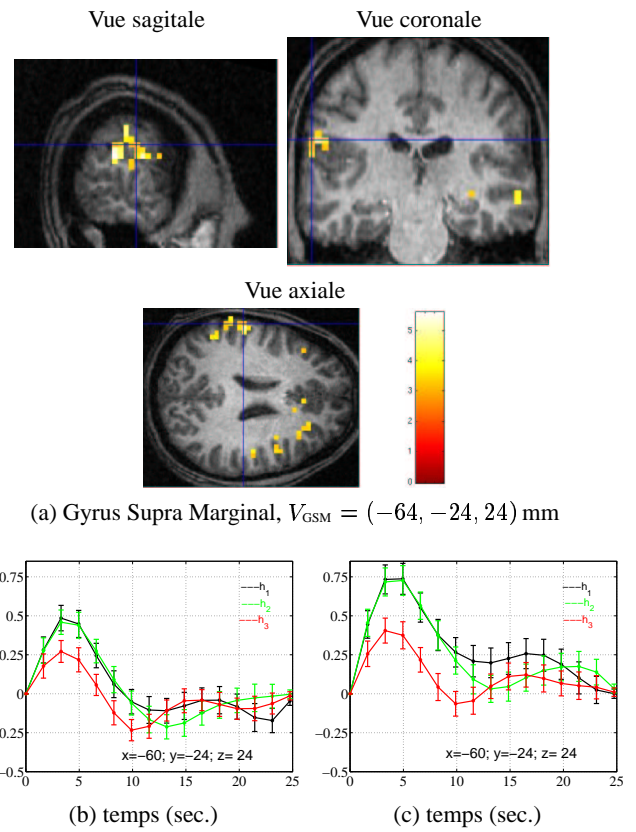 Vue sagitale
Vue coronale
Vue axiale
5
4
3
2
1
0
(a) Gyrus Supra Marginal, V_GSM = (−64, −24, 24) mm
0.75
0.5
0.25
0
−0.25
−0.5
0 5 10 15 20 25
h1
h2
h3
x=−60; y=−24; z= 24
(b) temps (sec.)
0.75
0.5
0.25
0
−0.25
−0.5
0 5 10 15 20 25
h1
h2
h3
x=−60; y=−24; z= 24
(c) temps (sec.)